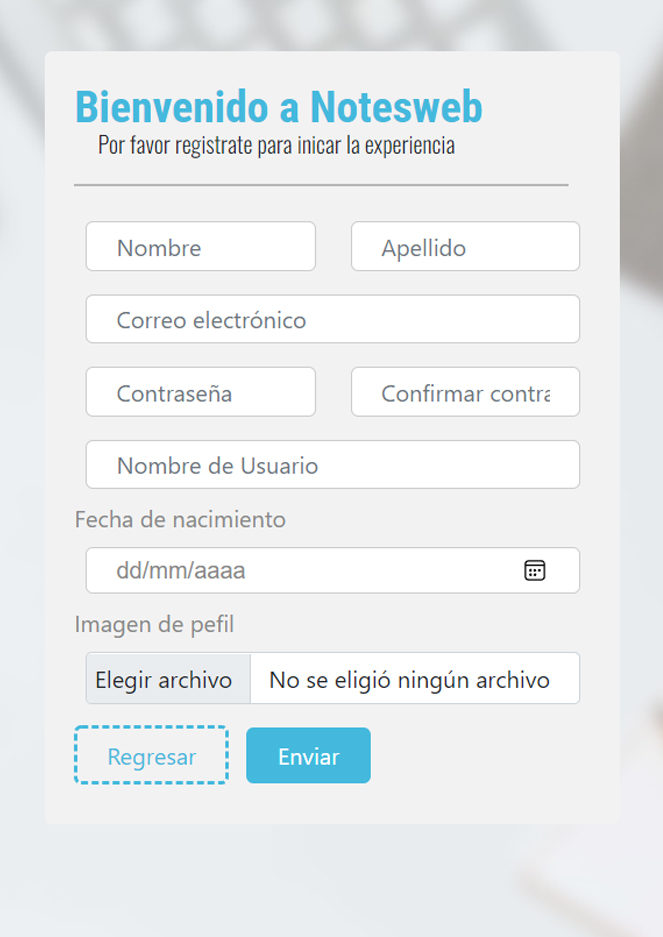 Bienvenido a Notesweb
Por favor registrate para inicar la experiencia
Nombre Apellido
Correo electrónico
Contraseña Confirmar contra
Nombre de Usuario
Fecha de nacimiento
dd/mm/aaaa
Imagen de pefil
Elegir archivo No se eligió ningún archivo
Regresar Enviar